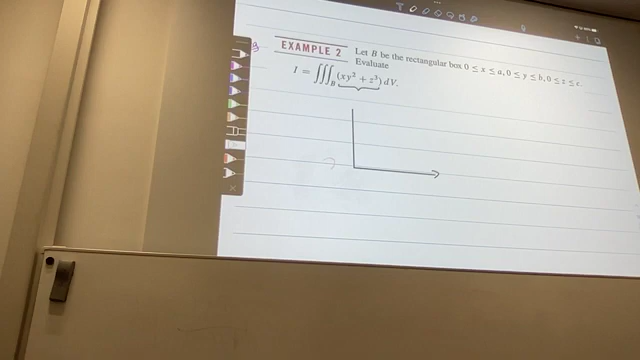 EXAMPLE 2 Let B be the rectangular box 0 ≤ x ≤ a, 0 ≤ y ≤ b, 0 ≤ z ≤ c.
Evaluate
I = ∭_B (xy² + z³) dV.